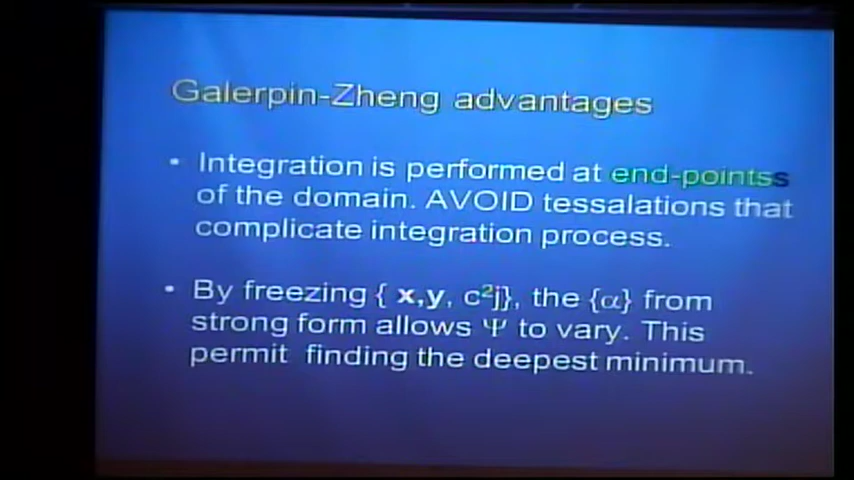 Galerpin-Zheng advantages
• Integration is performed at end-pointss
of the domain. AVOID tessalations that
complicate integration process.
• By freezing { x,y, c²j}, the {α} from
strong form allows Ψ to vary. This
permit finding the deepest minimum.